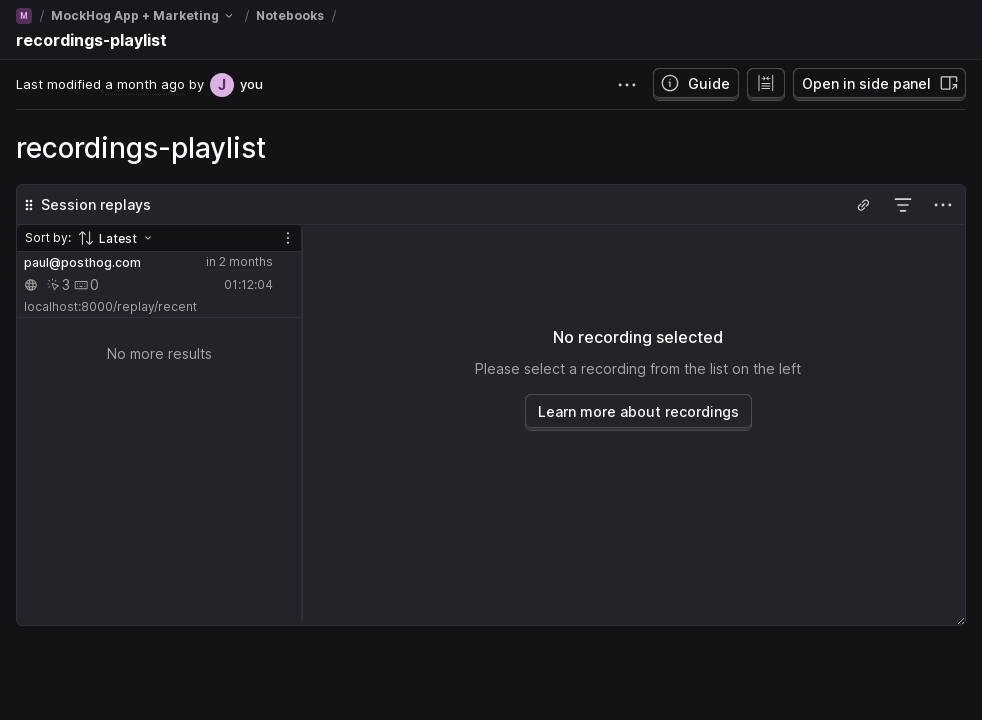 M / MockHog App + Marketing / Notebooks /
recordings-playlist
Last modified a month ago by J you
Guide
Open in side panel
recordings-playlist
Session replays
Sort by: Latest
paul@posthog.com in 2 months
3 0 01:12:04
localhost:8000/replay/recent
No more results
No recording selected
Please select a recording from the list on the left
Learn more about recordings